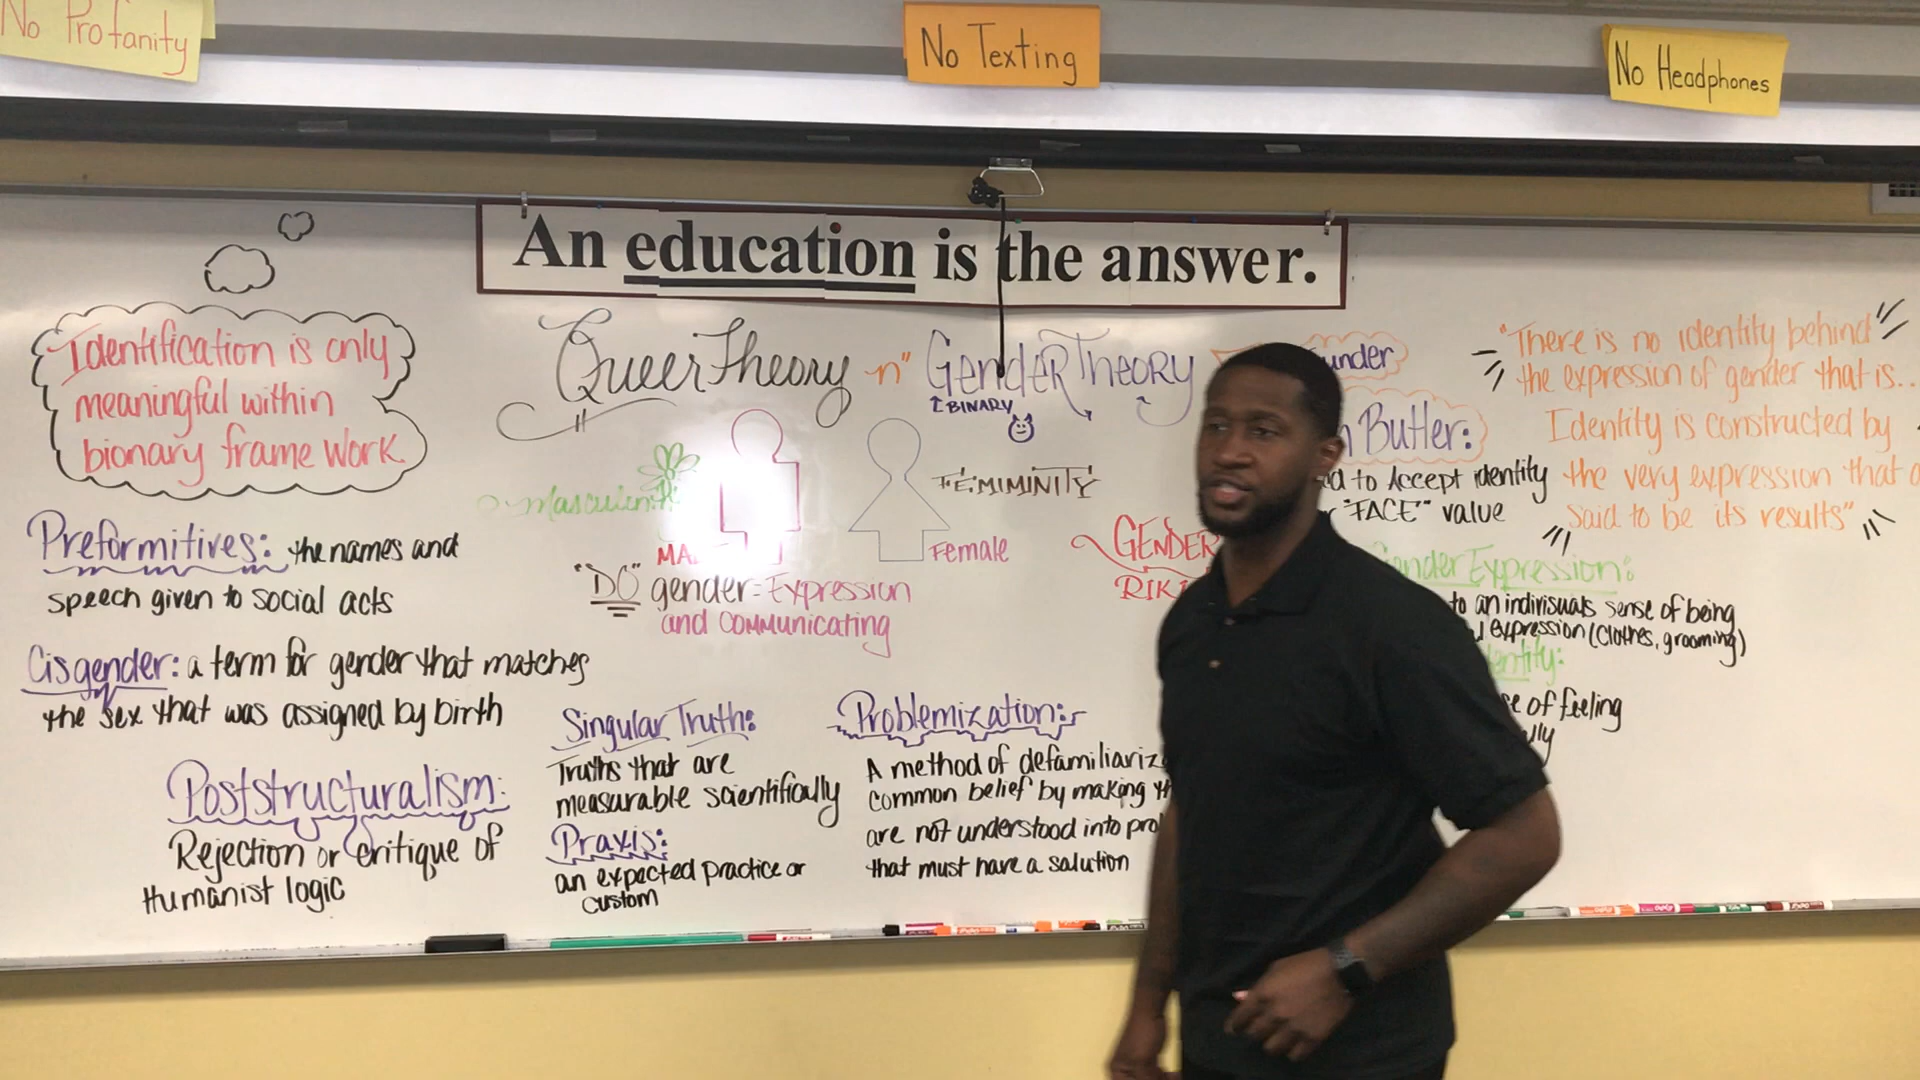 No Profanity
No Texting
No Headphones
An education is the answer.
Identification is only
meaningful within
bionary frame work.
Queer Theory "n" Gender Theory
BINARY
Masculinity
FEMIMINITY
Female
"DO" gender = Expression
and communicating
GENDER
Butler:
to Accept identity
"FACE" value
"There is no identity behind
the expression of gender that is...
Identity is constructed by
the very expression that
said to be its results"
Gender Expression:
to an indivisuals sense of being
expression (clothes, grooming)
of feeling
Preformitives: the names and
speech given to social acts
Cisgender: a term for gender that matches
the sex that was assigned by birth
Poststructuralism:
Rejection or critique of
Humanist logic
Singular Truth:
Truths that are
measurable scientifically
Praxis:
an expected practice or
custom
Problemization:
A method of defamiliariz
common belief by making th
are not understood into pro
that must have a solution